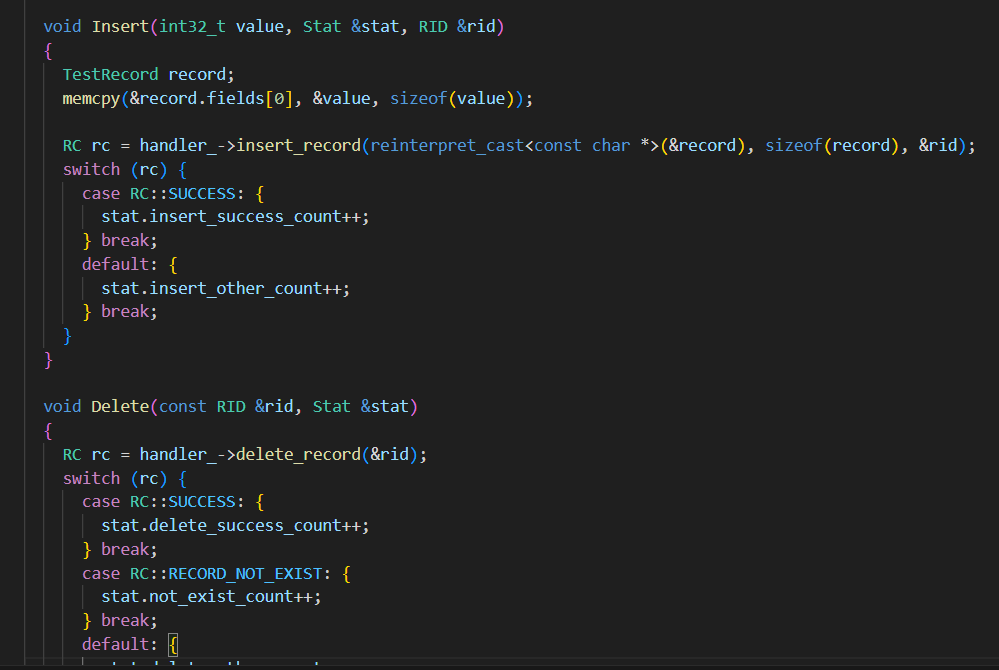 void Insert(int32_t value, Stat &stat, RID &rid)
{
TestRecord record;
memcpy(&record.fields[0], &value, sizeof(value));
RC rc = handler_->insert_record(reinterpret_cast<const char *>(&record), sizeof(record), &rid);
switch (rc) {
case RC::SUCCESS: {
stat.insert_success_count++;
} break;
default: {
stat.insert_other_count++;
} break;
}
}
void Delete(const RID &rid, Stat &stat)
{
RC rc = handler_->delete_record(&rid);
switch (rc) {
case RC::SUCCESS: {
stat.delete_success_count++;
} break;
case RC::RECORD_NOT_EXIST: {
stat.not_exist_count++;
} break;
default: {